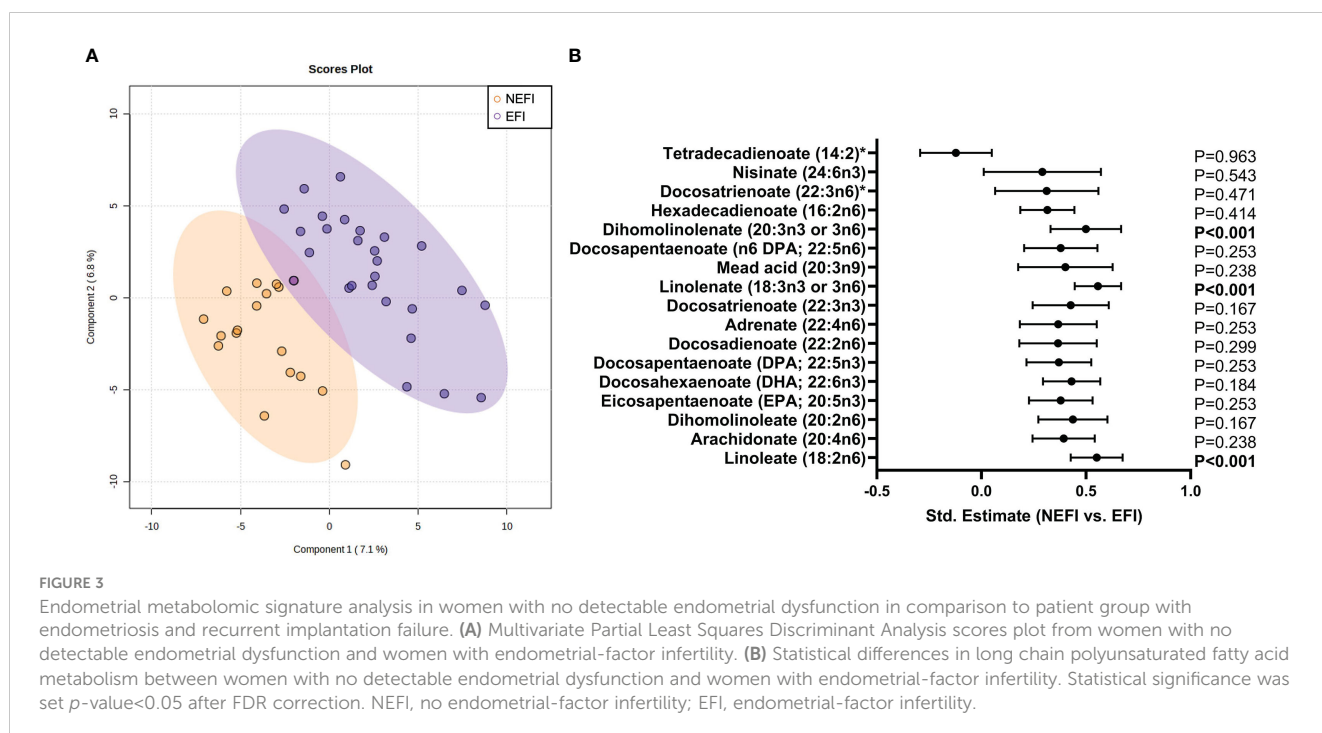 A
Scores Plot
NEFI
EFI
Component 2 ( 6.8 %)
10
5
0
-5
-10
-10
-5
0
5
10
Component 1 ( 7.1 %)
B
Tetradecadienoate (14:2)* P=0.963
Nisinate (24:6n3) P=0.543
Docosatrienoate (22:3n6)* P=0.471
Hexadecadienoate (16:2n6) P=0.414
Dihomolinolenate (20:3n3 or 3n6) P<0.001
Docosapentaenoate (n6 DPA; 22:5n6) P=0.253
Mead acid (20:3n9) P=0.238
Linolenate (18:3n3 or 3n6) P<0.001
Docosatrienoate (22:3n3) P=0.167
Adrenate (22:4n6) P=0.253
Docosadienoate (22:2n6) P=0.299
Docosapentaenoate (DPA; 22:5n3) P=0.253
Docosahexaenoate (DHA; 22:6n3) P=0.184
Eicosapentaenoate (EPA; 20:5n3) P=0.253
Dihomolinoleate (20:2n6) P=0.167
Arachidonate (20:4n6) P=0.238
Linoleate (18:2n6) P<0.001
-0.5 0.0 0.5 1.0
Std. Estimate (NEFI vs. EFI)
FIGURE 3
Endometrial metabolomic signature analysis in women with no detectable endometrial dysfunction in comparison to patient group with
endometriosis and recurrent implantation failure. (A) Multivariate Partial Least Squares Discriminant Analysis scores plot from women with no
detectable endometrial dysfunction and women with endometrial-factor infertility. (B) Statistical differences in long chain polyunsaturated fatty acid
metabolism between women with no detectable endometrial dysfunction and women with endometrial-factor infertility. Statistical significance was
set p-value<0.05 after FDR correction. NEFI, no endometrial-factor infertility; EFI, endometrial-factor infertility.